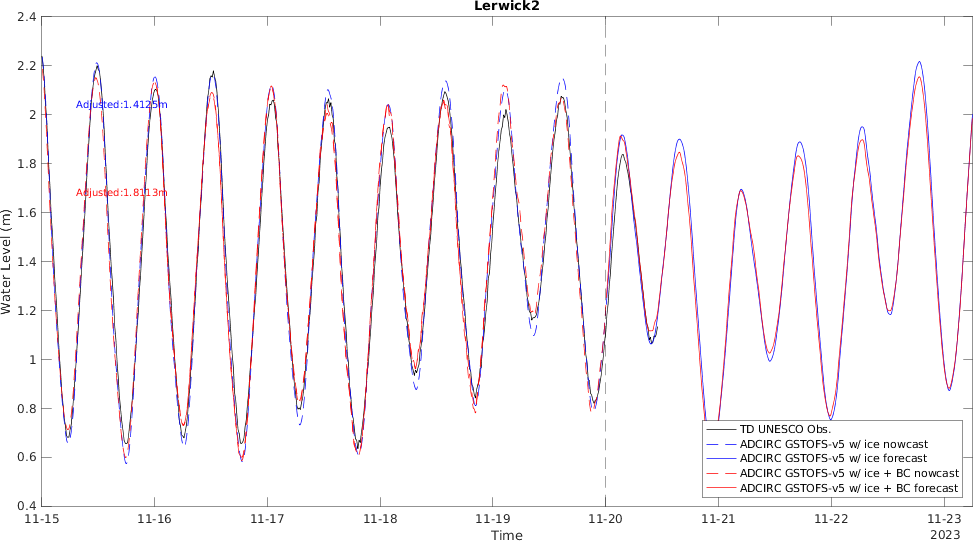 Lerwick2
2.4
2.2
2
1.8
1.6
1.4
1.2
1
0.8
0.6
0.4
Water Level (m)
Adjusted:1.4125m
Adjusted:1.8113m
TD UNESCO Obs.
ADCIRC GSTOFS-v5 w/ ice nowcast
ADCIRC GSTOFS-v5 w/ ice forecast
ADCIRC GSTOFS-v5 w/ ice + BC nowcast
ADCIRC GSTOFS-v5 w/ ice + BC forecast
11-15 11-16 11-17 11-18 11-19 11-20 11-21 11-22 11-23
Time
2023